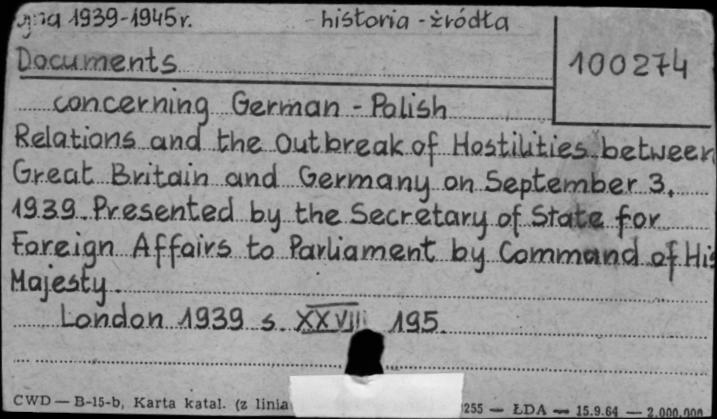 jna 1939-1945r. - historia - źródła
Documents
100274
concerning German - Polish
Relations and the Outbreak of Hostilities between
Great Britain and Germany on September 3,
1939. Presented by the Secretary of State for
Foreign Affairs to Parliament by Command of His
Majesty.
London 1939 s. XXVIII 195.
CWD — B-15-b, Karta katal. (z linia 255 — ŁDA — 15.9.64 — 2.000.000